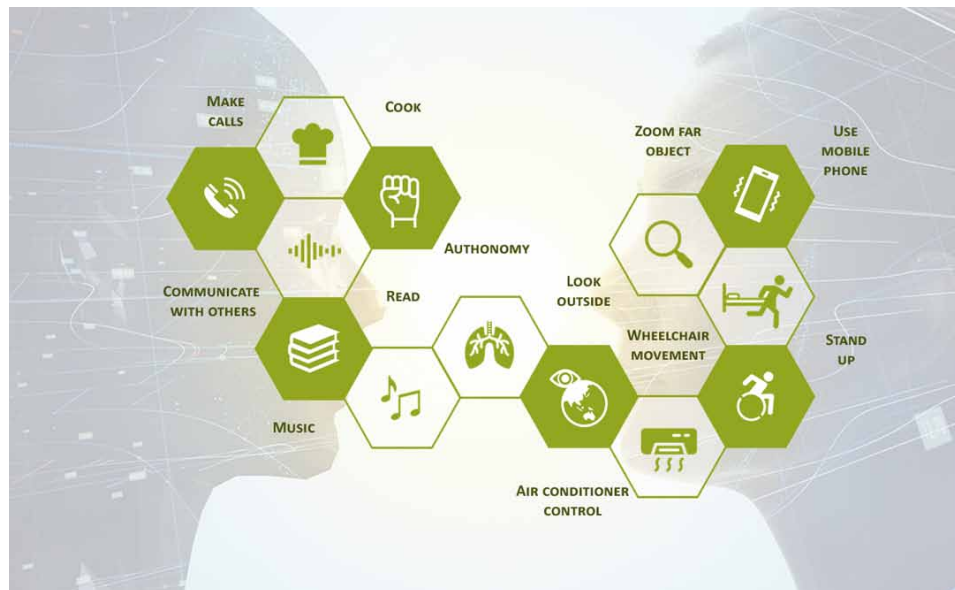 MAKE
CALLS
COOK
AUTHONOMY
COMMUNICATE
WITH OTHERS
READ
MUSIC
ZOOM FAR
OBJECT
USE
MOBILE
PHONE
LOOK
OUTSIDE
WHEELCHAIR
MOVEMENT
STAND
UP
AIR CONDITIONER
CONTROL